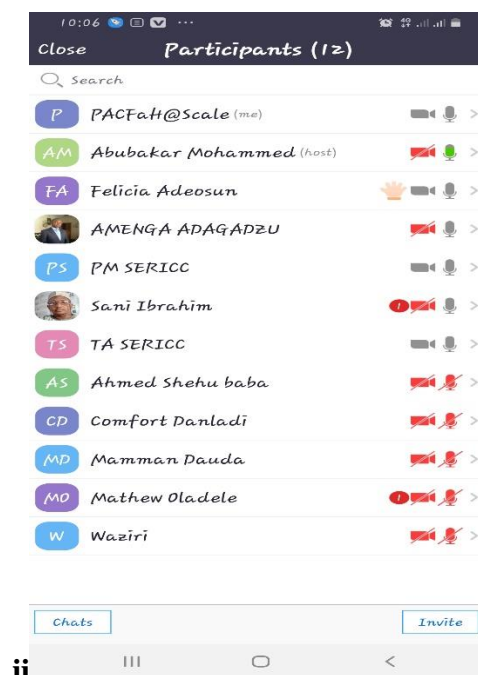 10:06
Close Participants (12)
Search
P PACFaH@Scale (me)
AM Abubakar Mohammed (host)
FA Felicia Adeosun
AMENGA ADAGADZU
PS PM SERICC
Sani Ibrahim
TS TA SERICC
AS Ahmed Shehu baba
CD Comfort Danladi
MD Mamman Dauda
MO Mathew Oladele
W Waziri
Chats Invite
ii